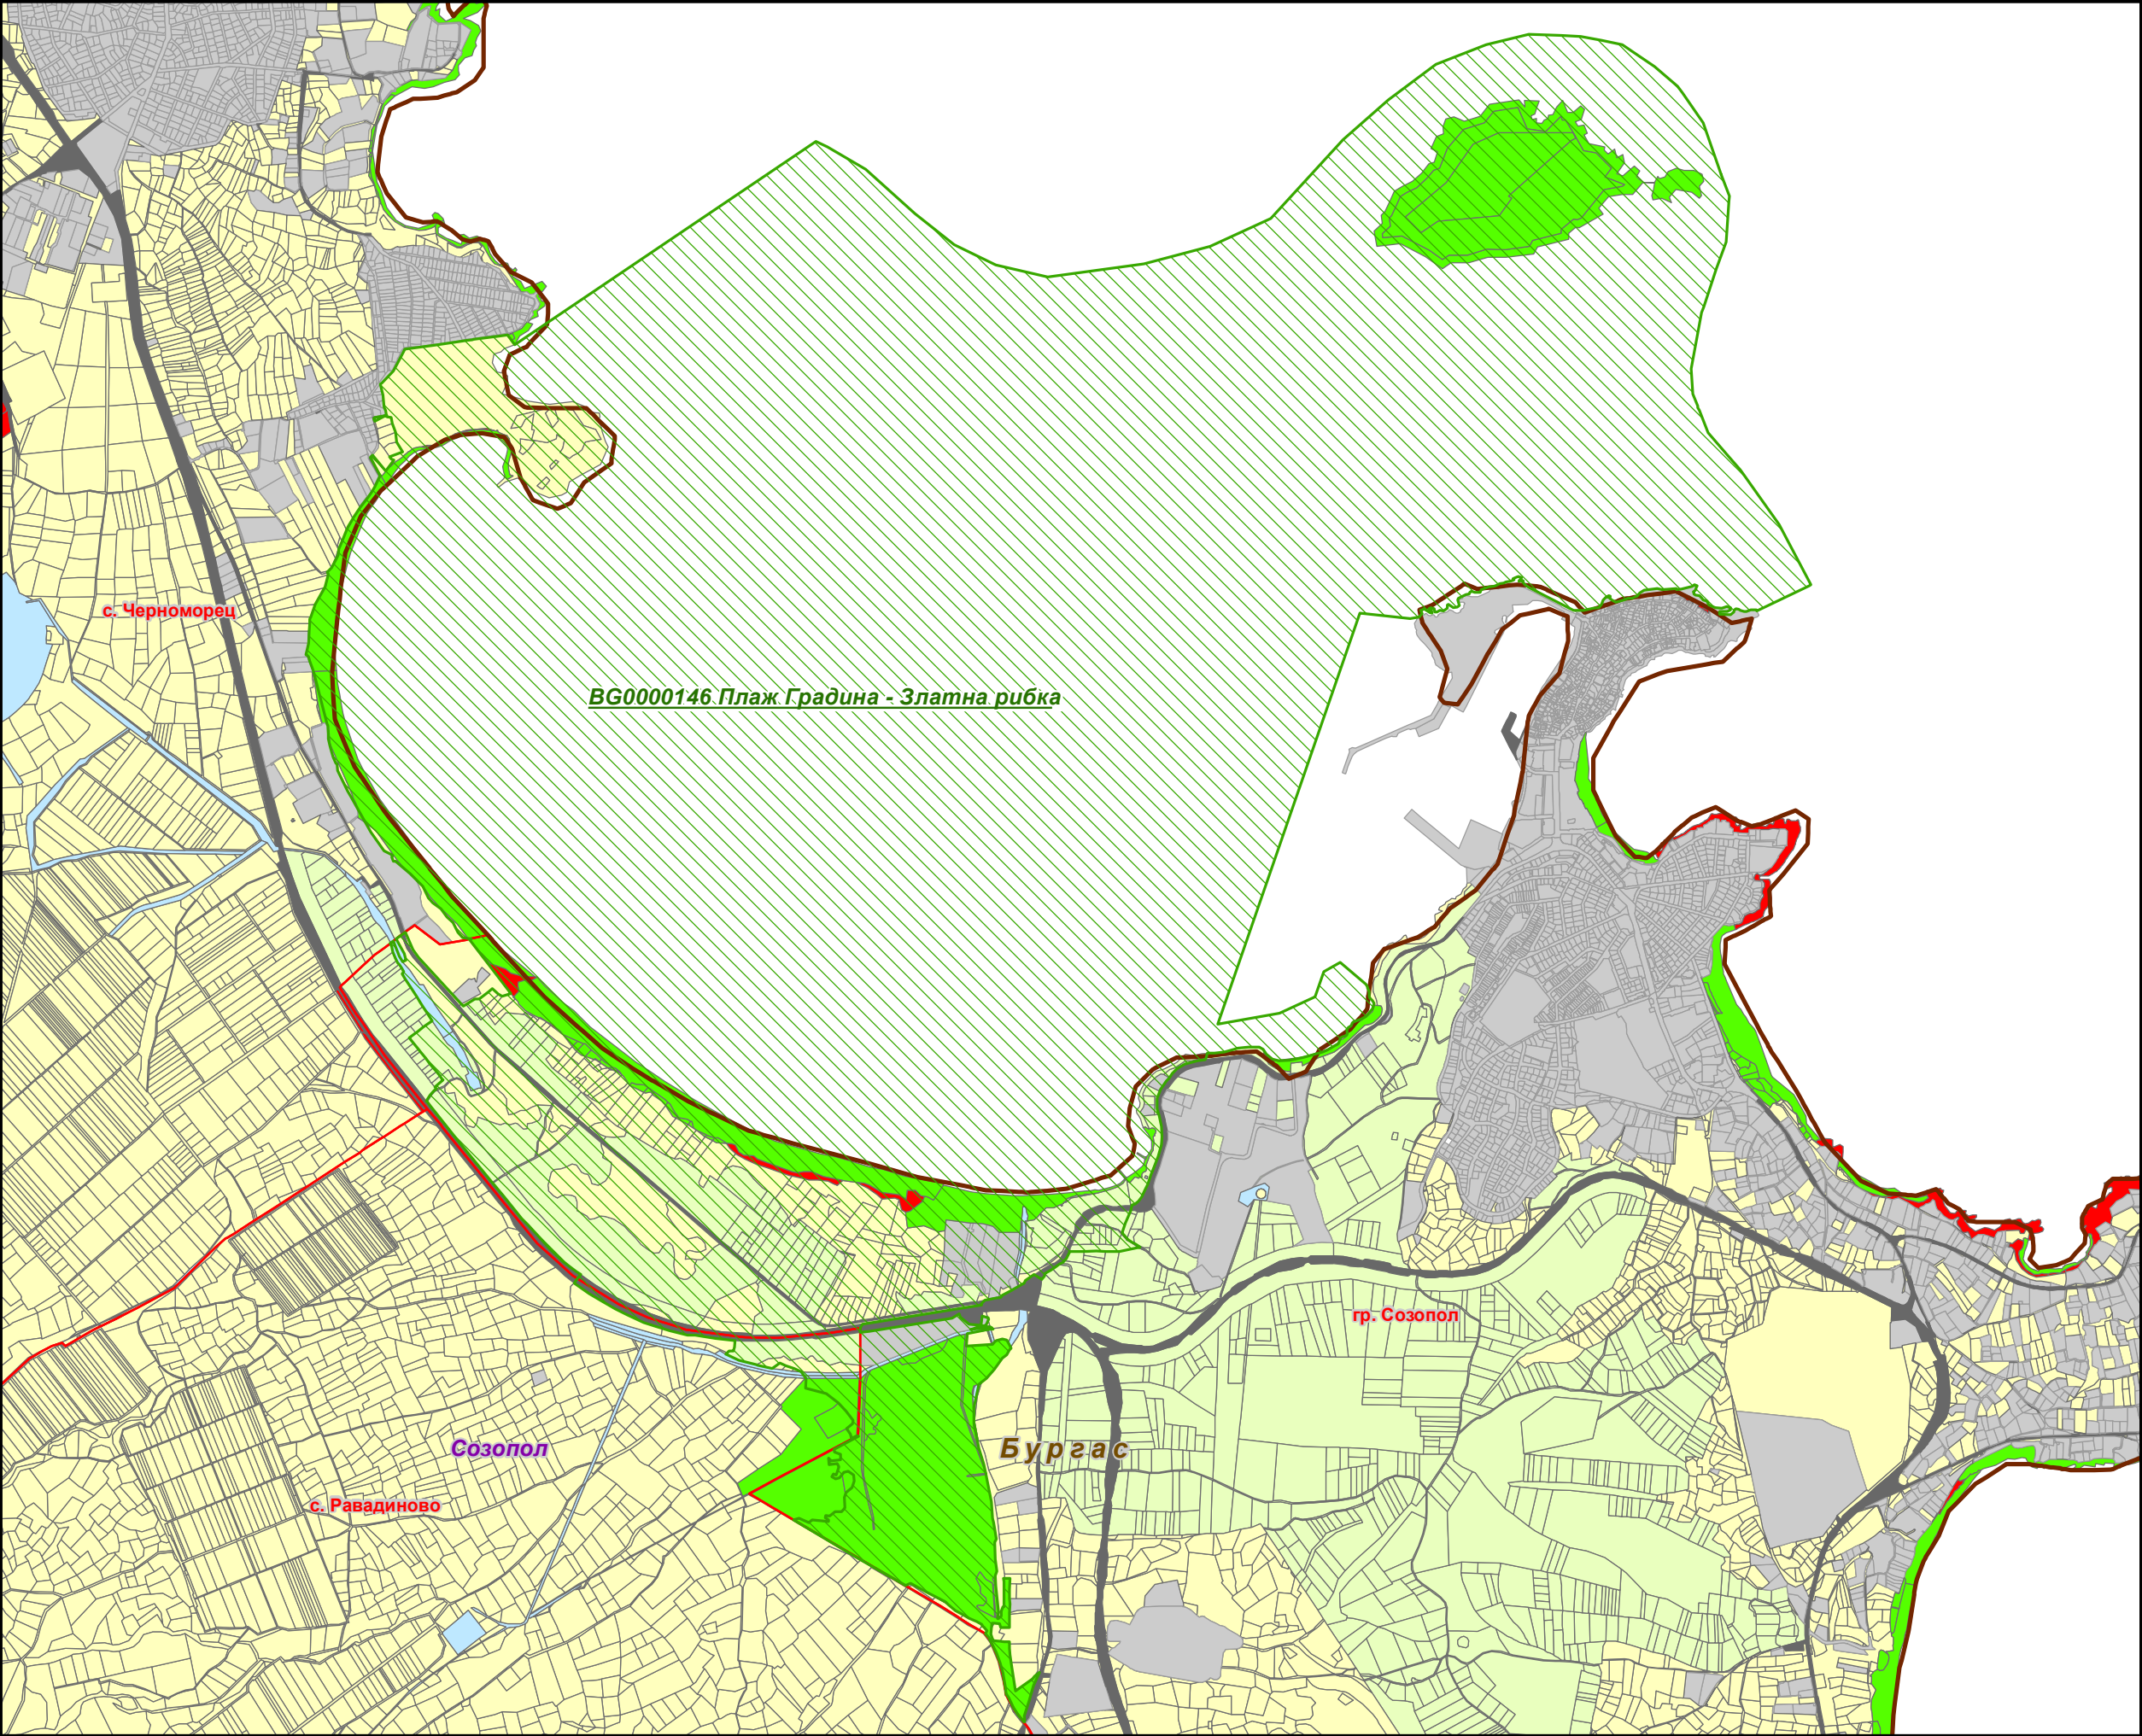 с. Черноморец
BG0000146 Плаж Градина - Златна рибка
гр. Созопол
Созопол
Бургас
с. Равадиново